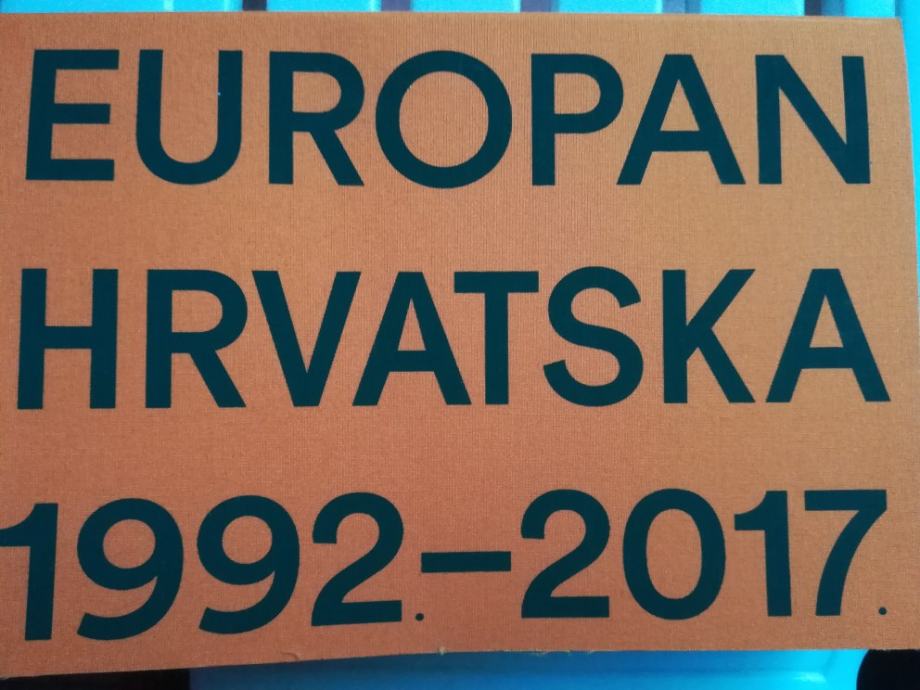 EUROPAN
HRVATSKA
1992.–2017.